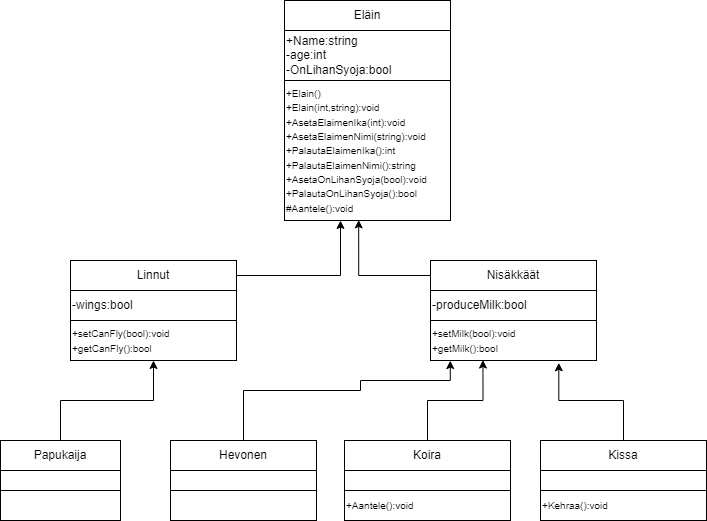 Eläin
+Name:string
-age:int
-OnLihanSyoja:bool
+Elain()
+Elain(int,string):void
+AsetaElaimenIka(int):void
+AsetaElaimenNimi(string):void
+PalautaElaimenIka():int
+PalautaElaimenNimi():string
+AsetaOnLihanSyoja(bool):void
+PalautaOnLihanSyoja():bool
#Aantele():void
Linnut
-wings:bool
+setCanFly(bool):void
+getCanFly():bool
Nisäkkäät
-produceMilk:bool
+setMilk(bool):void
+getMilk():bool
Papukaija
Hevonen
Koira
+Aantele():void
Kissa
+Kehraa():void